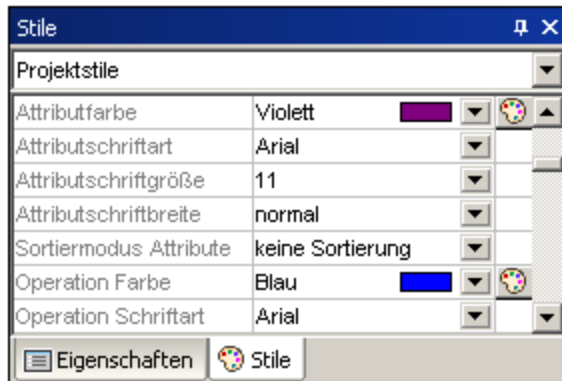 Stile
Projektstile
Attributfarbe Violett
Attributschriftart Arial
Attributschriftgröße 11
Attributschriftbreite normal
Sortiermodus Attribute keine Sortierung
Operation Farbe Blau
Operation Schriftart Arial
Eigenschaften Stile